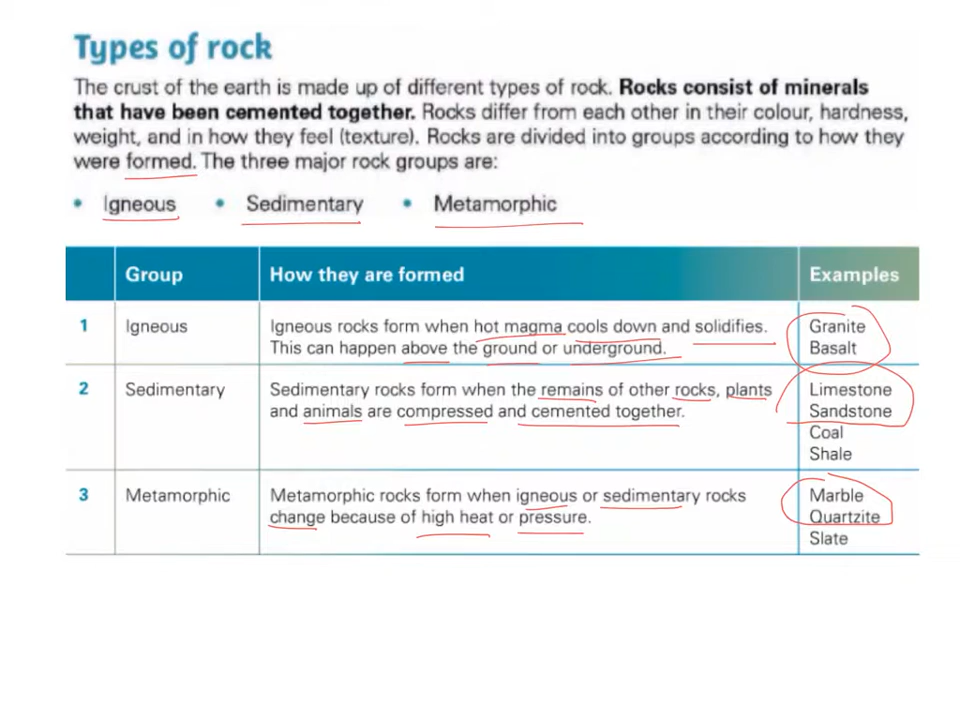 Types of rock
The crust of the earth is made up of different types of rock. Rocks consist of minerals
that have been cemented together. Rocks differ from each other in their colour, hardness,
weight, and in how they feel (texture). Rocks are divided into groups according to how they
were formed. The three major rock groups are:
• Igneous • Sedimentary • Metamorphic
Group How they are formed Examples
1 Igneous Igneous rocks form when hot magma cools down and solidifies. Granite
This can happen above the ground or underground. Basalt
2 Sedimentary Sedimentary rocks form when the remains of other rocks, plants Limestone
and animals are compressed and cemented together. Sandstone
Coal
Shale
3 Metamorphic Metamorphic rocks form when igneous or sedimentary rocks Marble
change because of high heat or pressure. Quartzite
Slate